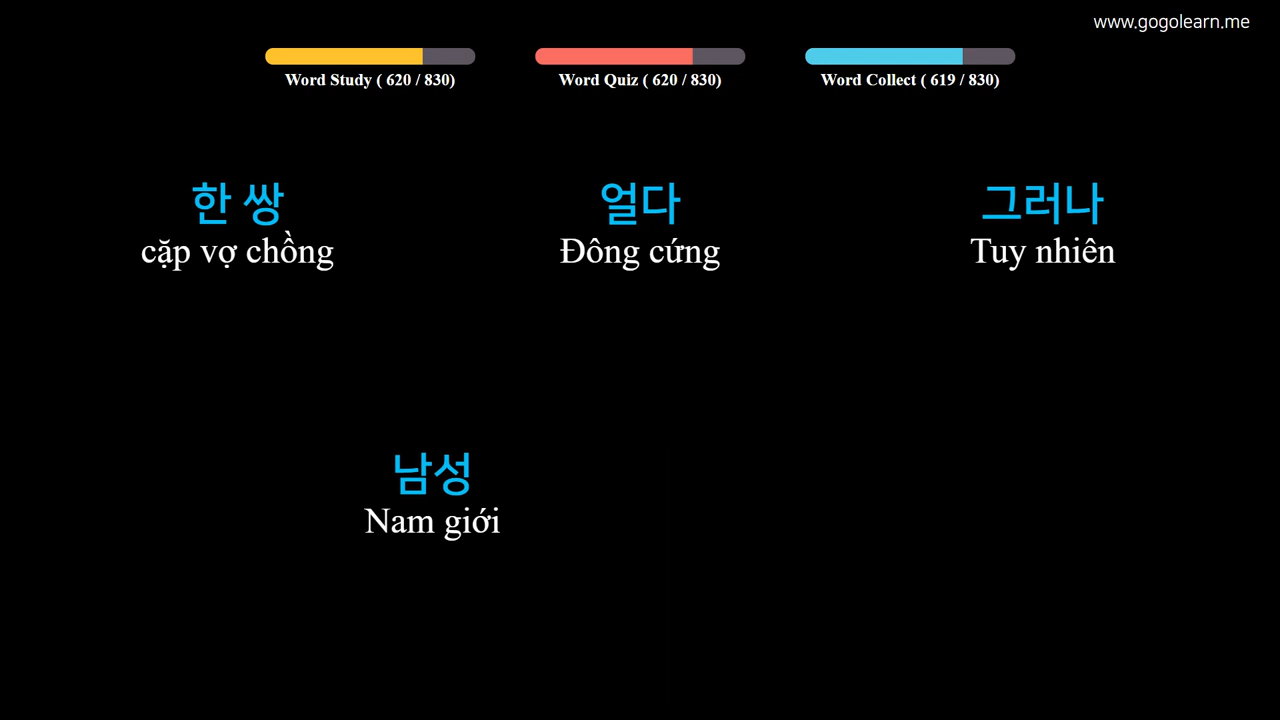 www.gogolearn.me
Word Study ( 620 / 830)
Word Quiz ( 620 / 830)
Word Collect ( 619 / 830)
한 쌍
cặp vợ chồng
얼다
Đông cứng
그러나
Tuy nhiên
남성
Nam giới